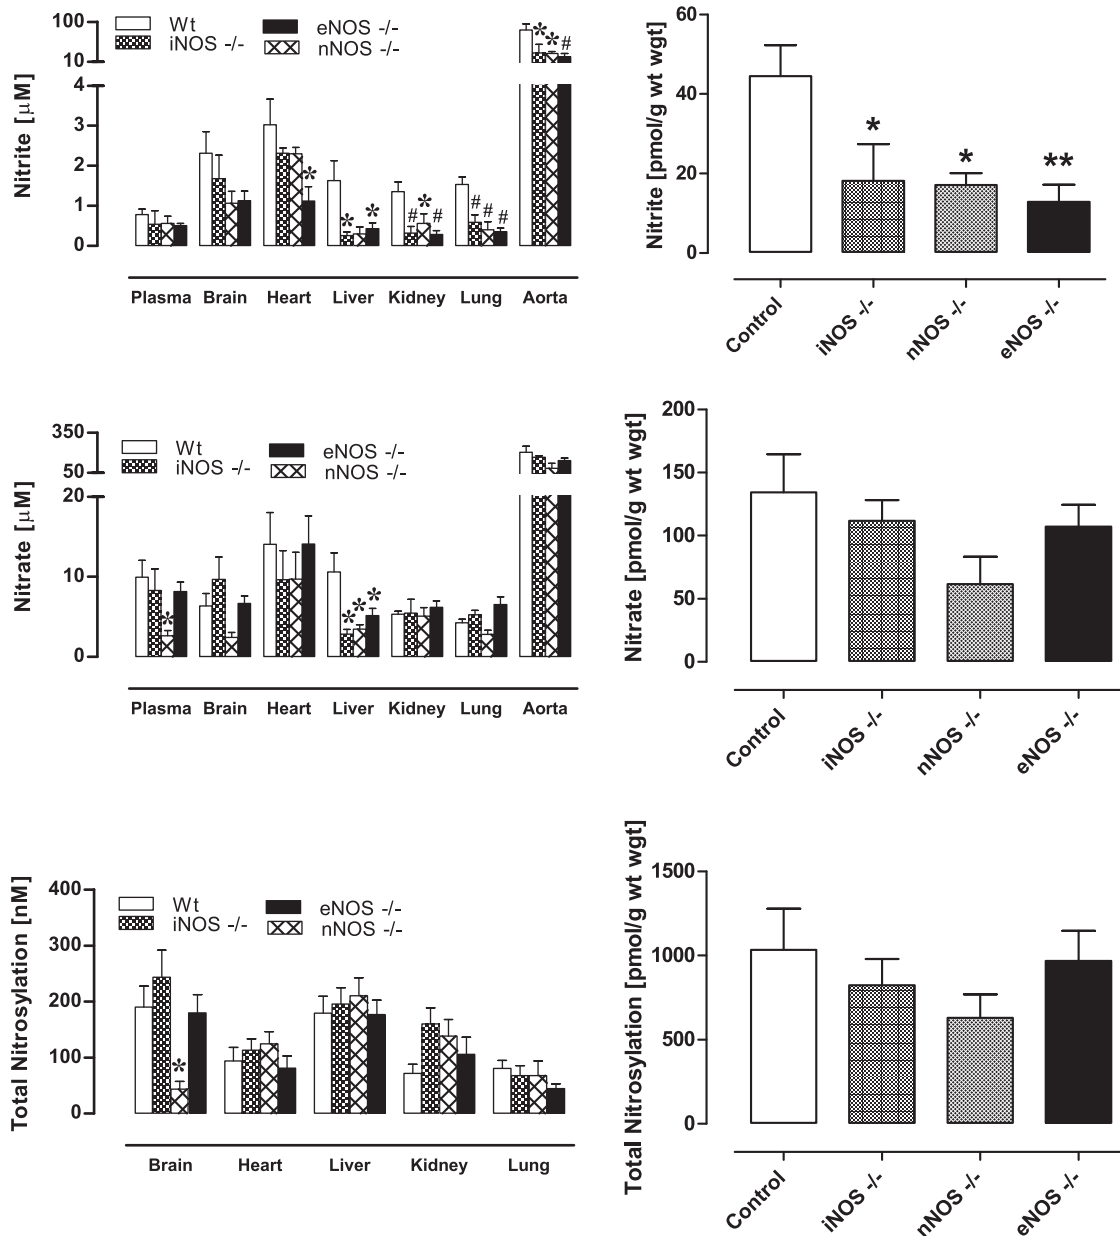 Nitrite [µM]
100
10
4
3
2
1
0
Wt
iNOS -/-
eNOS -/-
nNOS -/-
* * #
*
* *
# * #
# # #
Plasma Brain Heart Liver Kidney Lung Aorta
Nitrite [pmol/g wt wgt]
60
40
20
0
* * **
Control iNOS -/- nNOS -/- eNOS -/-
Nitrate [µM]
350
50
20
10
0
Wt
iNOS -/-
eNOS -/-
nNOS -/-
*
* * *
Plasma Brain Heart Liver Kidney Lung Aorta
Nitrate [pmol/g wt wgt]
200
150
100
50
0
Control iNOS -/- nNOS -/- eNOS -/-
Total Nitrosylation [nM]
400
300
200
100
0
Wt
iNOS -/-
eNOS -/-
nNOS -/-
*
Brain Heart Liver Kidney Lung
Total Nitrosylation [pmol/g wt wgt]
1500
1000
500
0
Control iNOS -/- nNOS -/- eNOS -/-